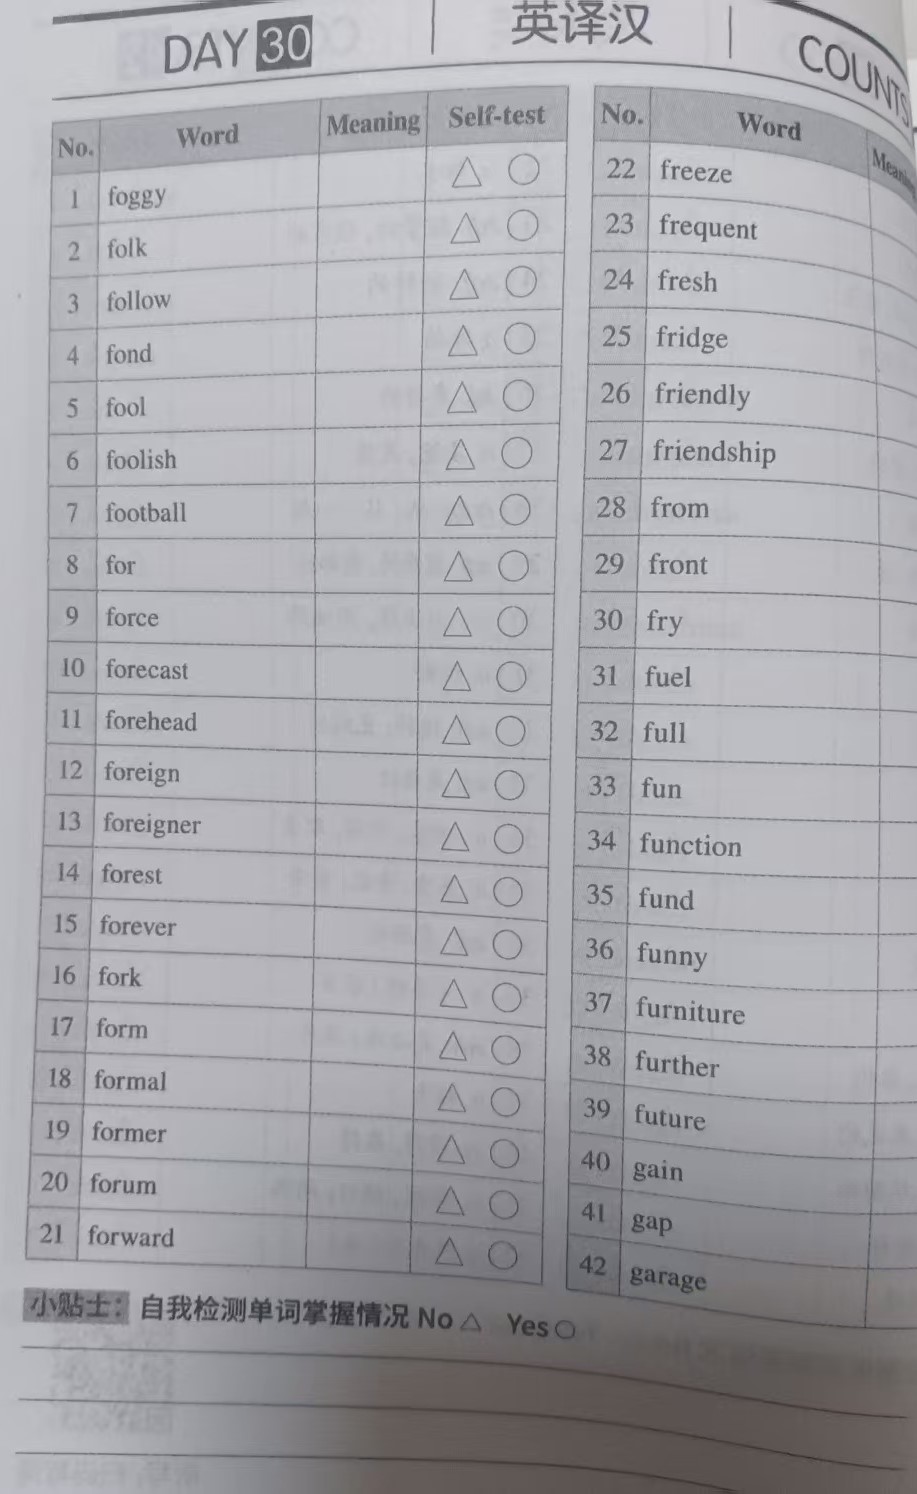 DAY 30
英译汉
COUNTS
No. Word Meaning Self-test
1 foggy △ ○
2 folk △ ○
3 follow △ ○
4 fond △ ○
5 fool △ ○
6 foolish △ ○
7 football △ ○
8 for △ ○
9 force △ ○
10 forecast △ ○
11 forehead △ ○
12 foreign △ ○
13 foreigner △ ○
14 forest △ ○
15 forever △ ○
16 fork △ ○
17 form △ ○
18 formal △ ○
19 former △ ○
20 forum △ ○
21 forward △ ○
No. Word Meaning
22 freeze
23 frequent
24 fresh
25 fridge
26 friendly
27 friendship
28 from
29 front
30 fry
31 fuel
32 full
33 fun
34 function
35 fund
36 funny
37 furniture
38 further
39 future
40 gain
41 gap
42 garage
小贴士：自我检测单词掌握情况 No △ Yes ○